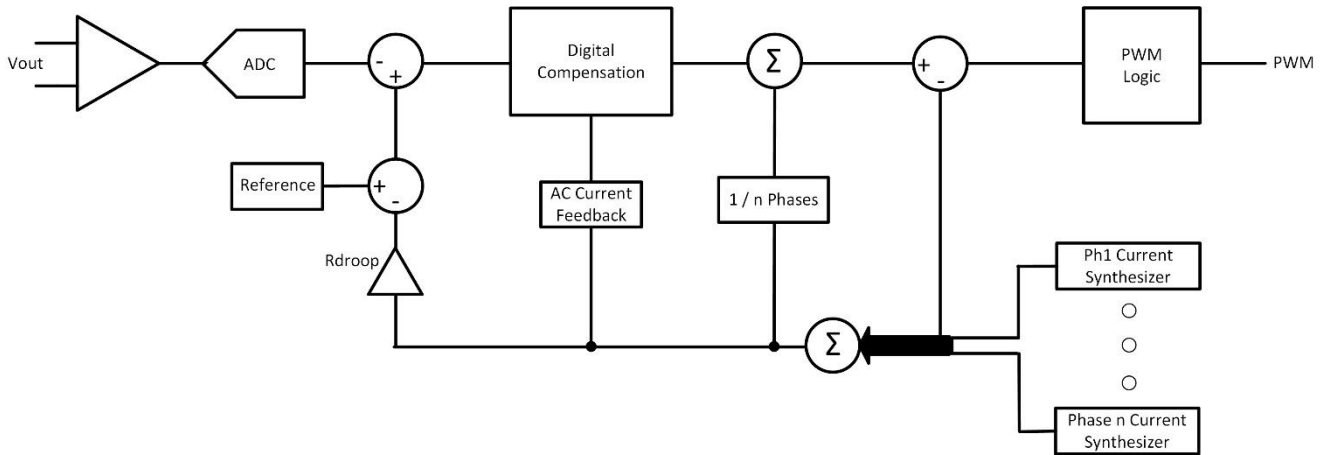 Vout
ADC
-
+
Digital
Compensation
Σ
+
-
PWM
Logic
PWM
Reference
+
-
AC Current
Feedback
1 / n Phases
Rdroop
Ph1 Current
Synthesizer
Σ
Phase n Current
Synthesizer